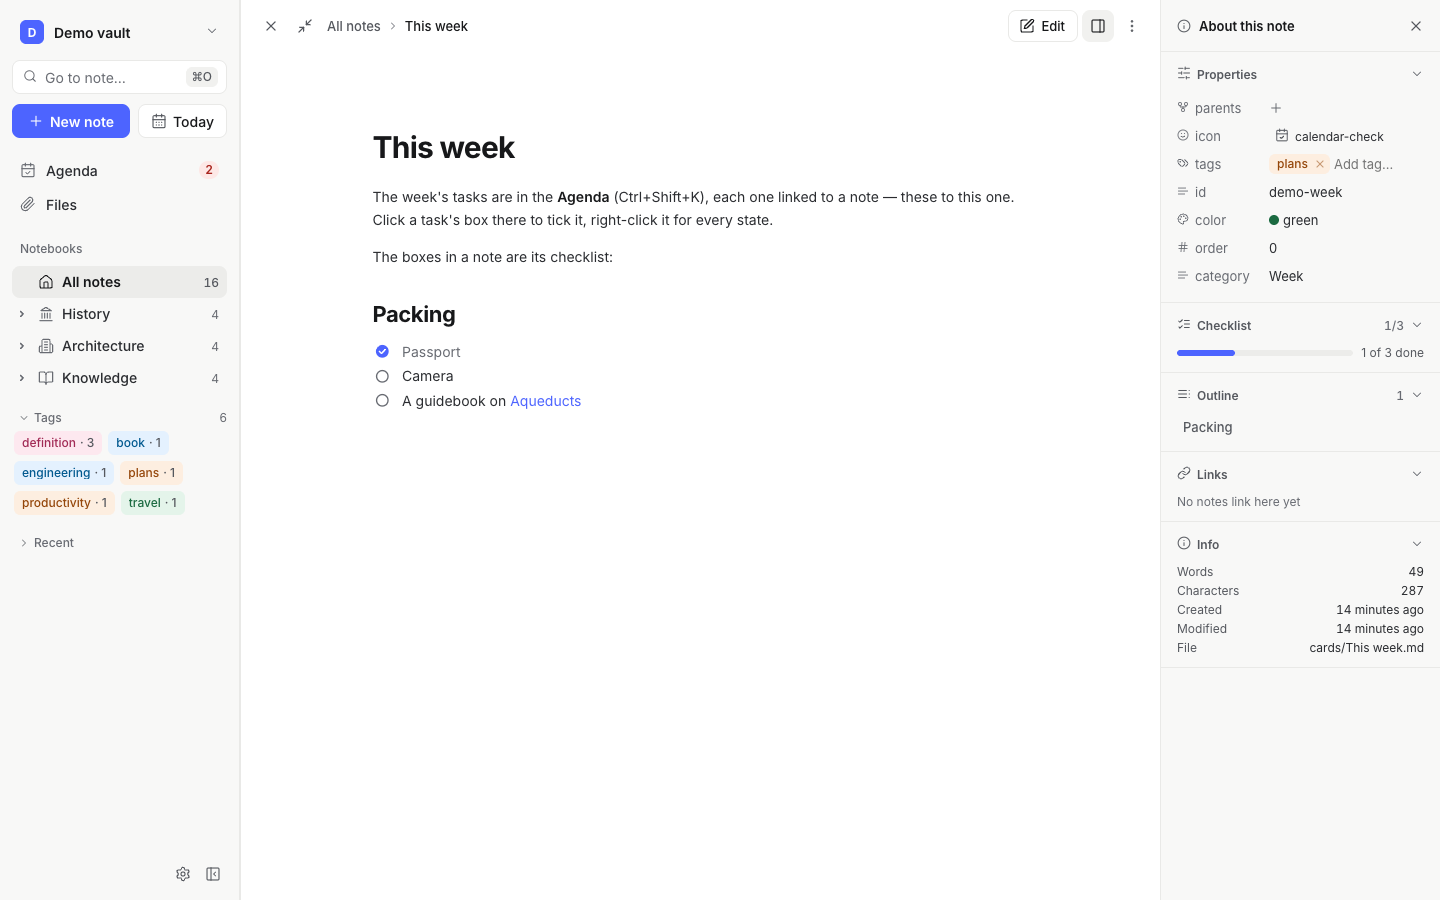 D Demo vault
Go to note... ⌘O
New note
Today
Agenda 2
Files
Notebooks
All notes 16
History 4
Architecture 4
Knowledge 4
Tags 6
definition · 3
book · 1
engineering · 1
plans · 1
productivity · 1
travel · 1
Recent
All notes > This week
Edit
This week
The week's tasks are in the Agenda (Ctrl+Shift+K), each one linked to a note — these to this one.
Click a task's box there to tick it, right-click it for every state.
The boxes in a note are its checklist:
Packing
Passport
Camera
A guidebook on Aqueducts
About this note
Properties
parents +
icon calendar-check
tags plans × Add tag...
id demo-week
color green
order 0
category Week
Checklist 1/3
1 of 3 done
Outline 1
Packing
Links
No notes link here yet
Info
Words 49
Characters 287
Created 14 minutes ago
Modified 14 minutes ago
File cards/This week.md